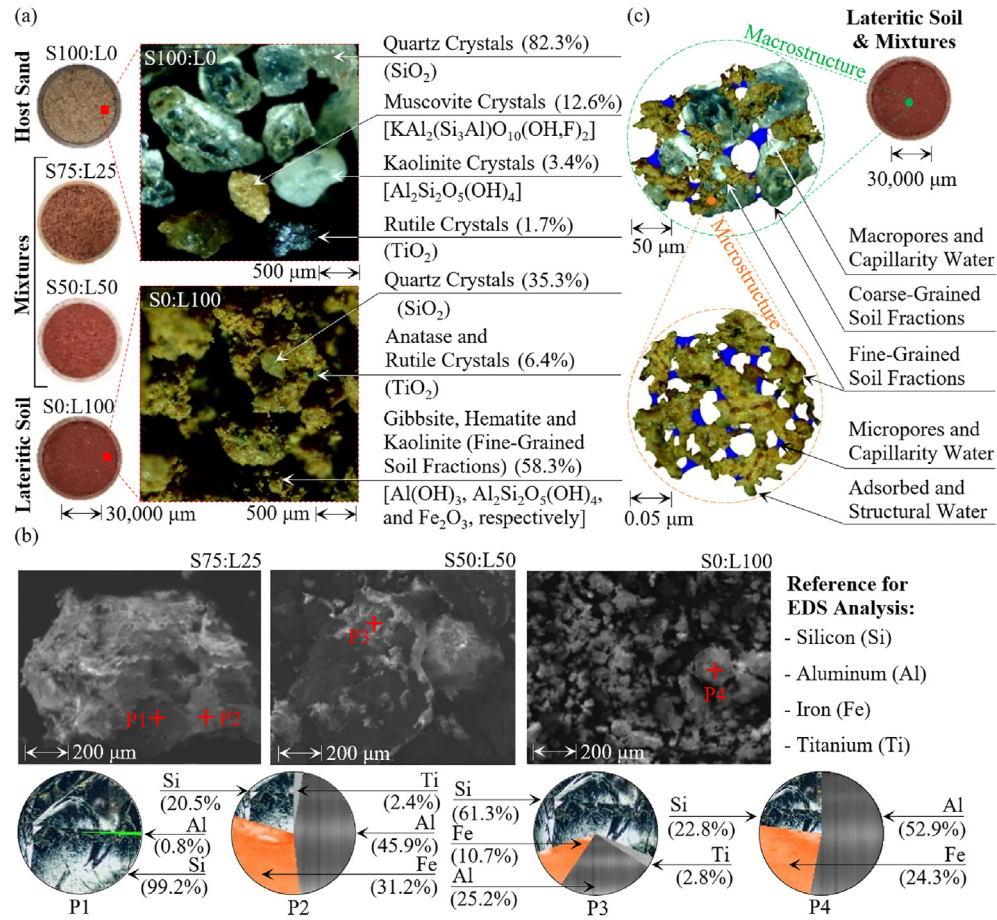 (a)
Host Sand
S100:L0
S100:L0
500 μm
Mixtures
S75:L25
S50:L50
Lateritic Soil
S0:L100
S0:L100
30,000 μm
500 μm
Quartz Crystals (82.3%)
(SiO₂)
Muscovite Crystals (12.6%)
[KAl₂(Si₃Al)O₁₀(OH,F)₂]
Kaolinite Crystals (3.4%)
[Al₂Si₂O₅(OH)₄]
Rutile Crystals (1.7%)
(TiO₂)
Quartz Crystals (35.3%)
(SiO₂)
Anatase and
Rutile Crystals (6.4%)
(TiO₂)
Gibbsite, Hematite and
Kaolinite (Fine-Grained
Soil Fractions) (58.3%)
[Al(OH)₃, Al₂Si₂O₅(OH)₄,
and Fe₂O₃, respectively]
(c)
Lateritic Soil
& Mixtures
Macrostructure
30,000 μm
50 μm
Microstructure
0.05 μm
Macropores and
Capillarity Water
Coarse-Grained
Soil Fractions
Fine-Grained
Soil Fractions
Micropores and
Capillarity Water
Adsorbed and
Structural Water
(b)
S75:L25
P1
P2
200 μm
S50:L50
P3
200 μm
S0:L100
P4
200 μm
Reference for
EDS Analysis:
- Silicon (Si)
- Aluminum (Al)
- Iron (Fe)
- Titanium (Ti)
Si
(20.5%
Al
(0.8%)
Si
(99.2%)
P1
Ti
(2.4%)
Al
(45.9%)
Fe
(31.2%)
P2
Si
(61.3%)
Fe
(10.7%)
Al
(25.2%)
Ti
(2.8%)
P3
Si
(22.8%)
Al
(52.9%)
Fe
(24.3%)
P4